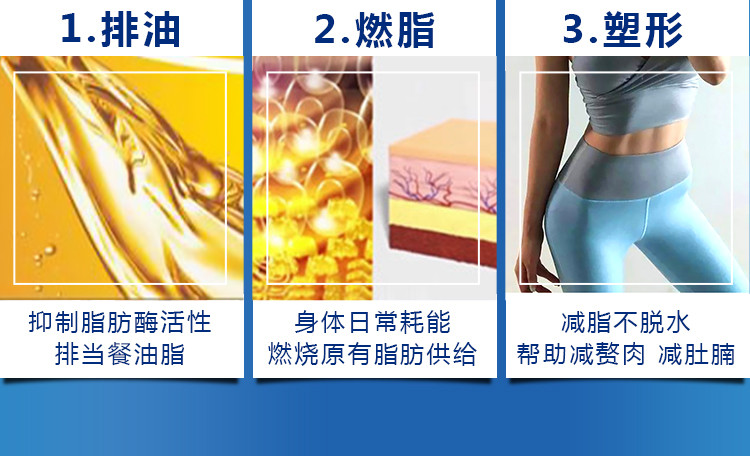 1.排油
抑制脂肪酶活性
排当餐油脂
2.燃脂
身体日常耗能
燃烧原有脂肪供给
3.塑形
减脂不脱水
帮助减赘肉 减肚腩